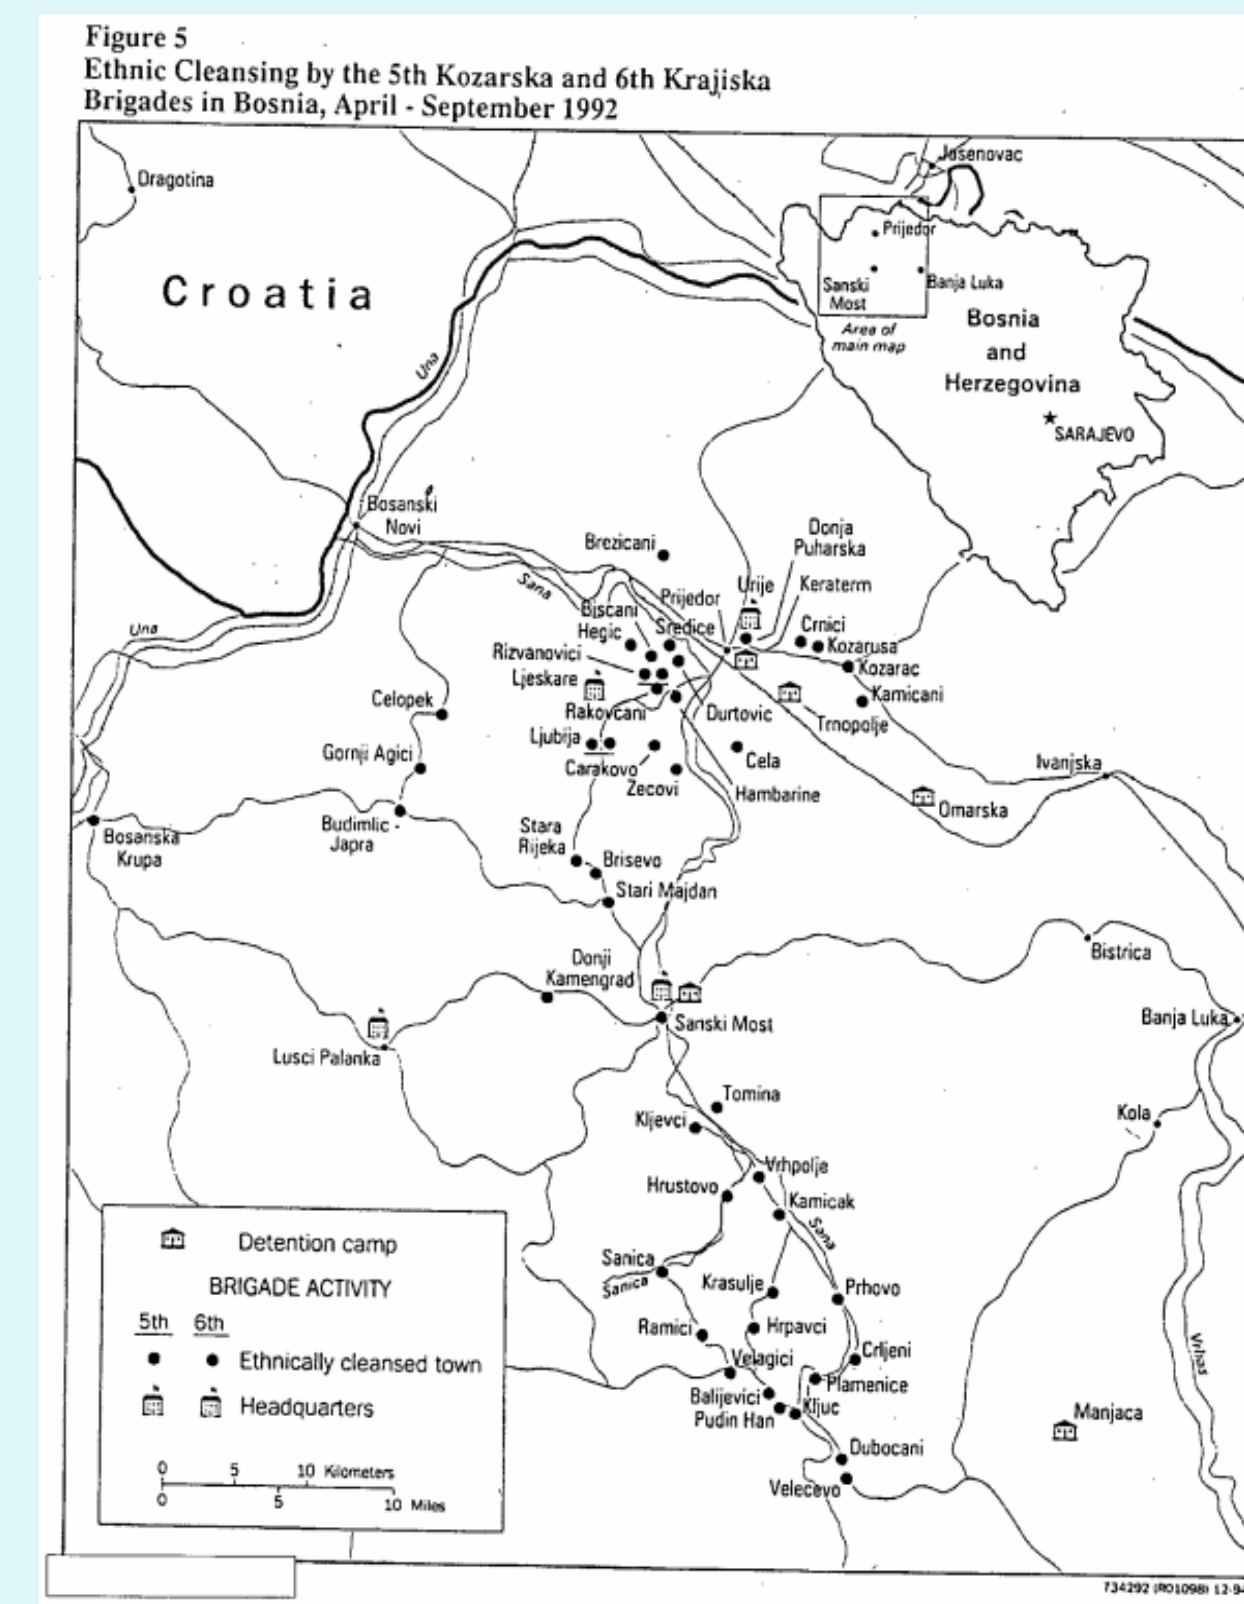 Figure 5
Ethnic Cleansing by the 5th Kozarska and 6th Krajiska
Brigades in Bosnia, April - September 1992
Dragotina
Josenovac
Croatia
Prijedor
Sanski
Most
Banja Luka
Area of
main map
Bosnia
and
Herzegovina
SARAJEVO
Una
Bosanski
Novi
Brezicani
Donja
Puharska
Sana
Prijedor
Urije
Keraterm
Biscani
Hegic
Sredice
Crnici
Kozarusa
Una
Rizvanovici
Kozarac
Ljeskare
Kamicani
Celopek
Rakovcani
Durtovic
Trnopolje
Ljubija
Gornji Agici
Carakovo
Cela
Ivanjska
Zecovi
Hambarine
Omarska
Bosanska
Krupa
Budimlic -
Japra
Stara
Rijeka
Brisevo
Stari Majdan
Donji
Kamengrad
Bistrica
Sanski Most
Banja Luka
Lusci Palanka
Tomina
Kljevci
Kola
Vrhpolje
Hrustovo
Kamicak
Sana
Sanica
Sanica
Krasulje
Prhovo
Ramici
Hrpavci
Velagici
Crljeni
Plamenice
Vrbas
Balijevici
Pudin Han
Kljuc
Manjaca
Dubocani
Velecevo
Detention camp
BRIGADE ACTIVITY
5th 6th
Ethnically cleansed town
Headquarters
0 5 10 Kilometers
0 5 10 Miles
734292 (R01098) 12-94